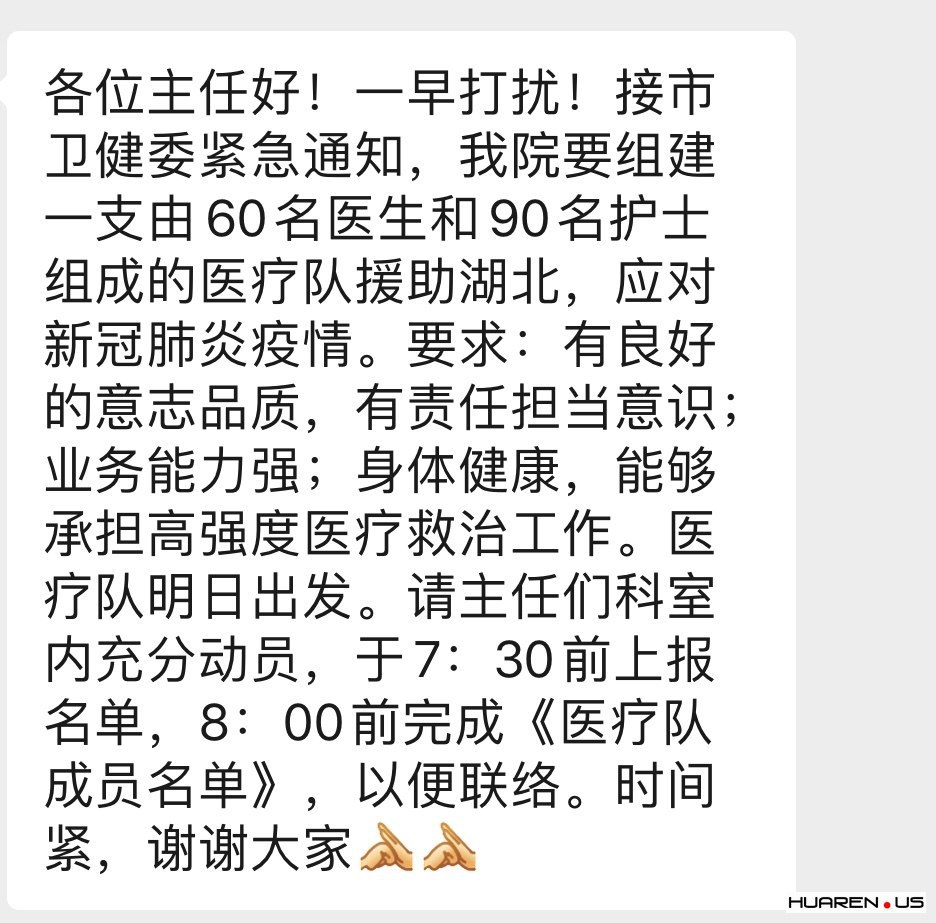 各位主任好！一早打扰！接市
卫健委紧急通知，我院要组建
一支由60名医生和90名护士
组成的医疗队援助湖北，应对
新冠肺炎疫情。要求：有良好
的意志品质，有责任担当意识；
业务能力强；身体健康，能够
承担高强度医疗救治工作。医
疗队明日出发。请主任们科室
内充分动员，于7：30前上报
名单，8：00前完成《医疗队
成员名单》，以便联络。时间
紧，谢谢大家
HUAREN.US